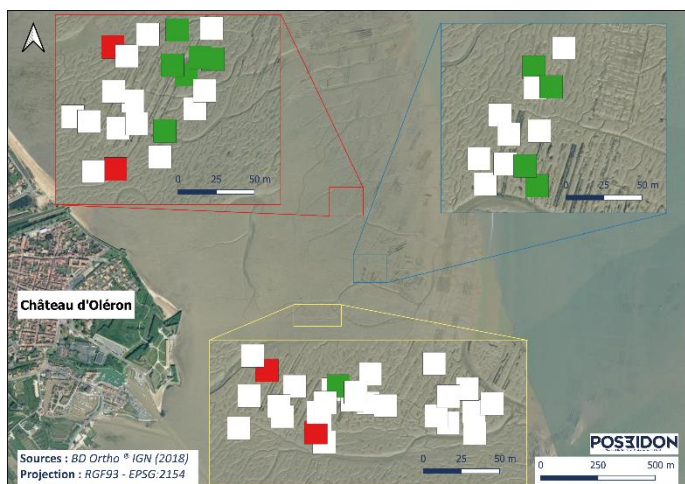 0 25 50 m
0 25 50 m
Château d'Oléron
0 25 50 m
POSEIDON
Sources : BD Ortho ® IGN (2018)
Projection : RGF93 - EPSG:2154
0 250 500 m